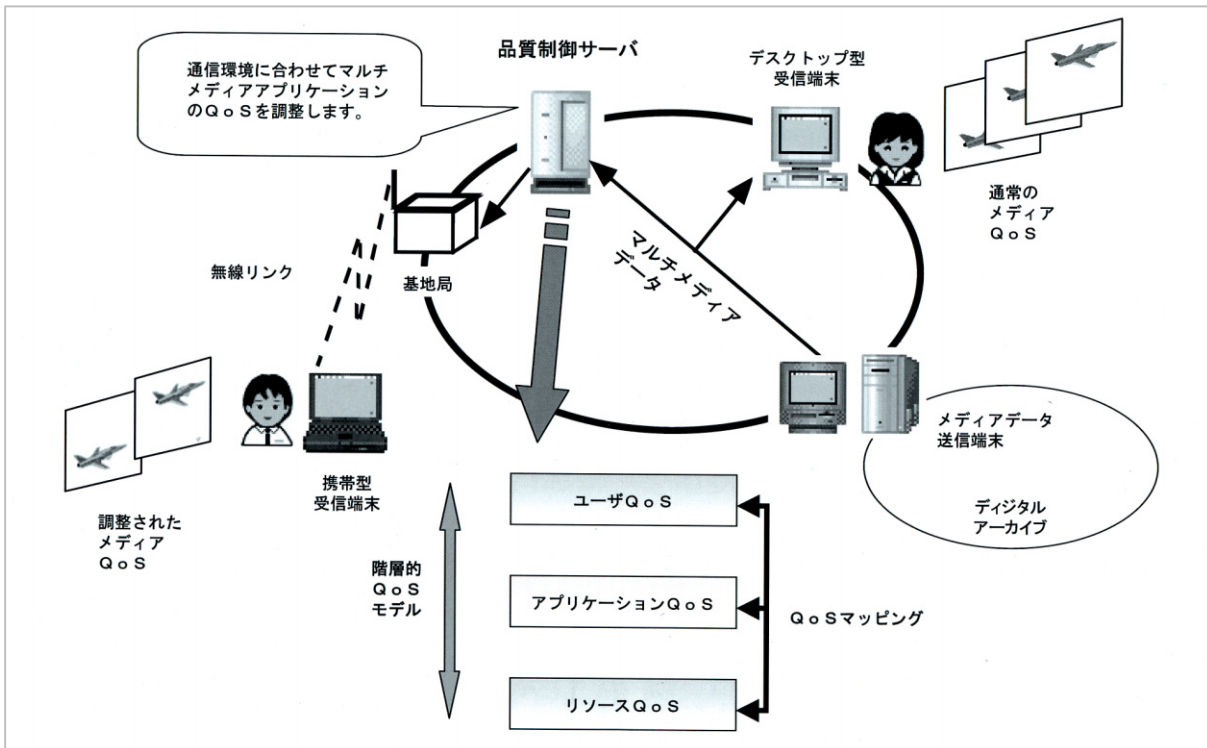 通信環境に合わせてマルチ
メディアアプリケーション
のＱｏＳを調整します。
品質制御サーバ
デスクトップ型
受信端末
通常の
メディア
ＱｏＳ
無線リンク
基地局
マルチメディア
データ
メディアデータ
送信端末
ディジタル
アーカイブ
携帯型
受信端末
調整された
メディア
ＱｏＳ
階層的
ＱｏＳ
モデル
ユーザＱｏＳ
アプリケーションＱｏＳ
リソースＱｏＳ
ＱｏＳマッピング